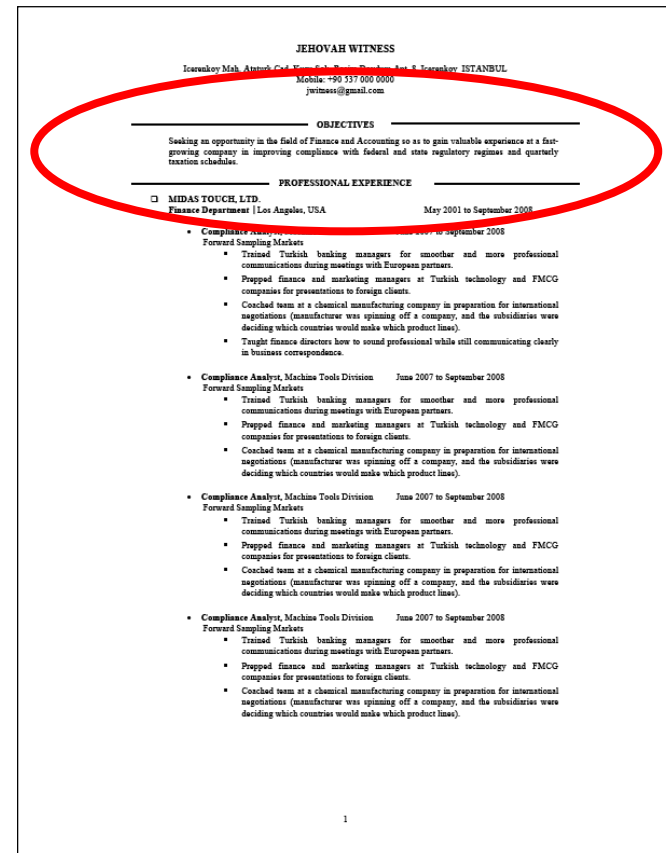 JEHOVAH WITNESS
Icerenkoy Mah. Ataturk Cad. Apt. 8, Icerenkoy, ISTANBUL
Mobile: +90 537 000 0000
jwitness@gmail.com
OBJECTIVES
Seeking an opportunity in the field of Finance and Accounting so as to gain valuable experience at a fast-
growing company in improving compliance with federal and state regulatory regimes and quarterly
taxation schedules.
PROFESSIONAL EXPERIENCE
MIDAS TOUCH, LTD.
Finance Department | Los Angeles, USA May 2001 to September 2008
Compliance Analyst, Machine Tools Division June 2007 to September 2008
Forward Sampling Markets
Trained Turkish banking managers for smoother and more professional
communications during meetings with European partners.
Prepped finance and marketing managers at Turkish technology and FMCG
companies for presentations to foreign clients.
Coached team at a chemical manufacturing company in preparation for international
negotiations (manufacturer was spinning off a company, and the subsidiaries were
deciding which countries would make which product lines).
Taught finance directors how to sound professional while still communicating clearly
in business correspondence.
Compliance Analyst, Machine Tools Division June 2007 to September 2008
Forward Sampling Markets
Trained Turkish banking managers for smoother and more professional
communications during meetings with European partners.
Prepped finance and marketing managers at Turkish technology and FMCG
companies for presentations to foreign clients.
Coached team at a chemical manufacturing company in preparation for international
negotiations (manufacturer was spinning off a company, and the subsidiaries were
deciding which countries would make which product lines).
Compliance Analyst, Machine Tools Division June 2007 to September 2008
Forward Sampling Markets
Trained Turkish banking managers for smoother and more professional
communications during meetings with European partners.
Prepped finance and marketing managers at Turkish technology and FMCG
companies for presentations to foreign clients.
Coached team at a chemical manufacturing company in preparation for international
negotiations (manufacturer was spinning off a company, and the subsidiaries were
deciding which countries would make which product lines).
Compliance Analyst, Machine Tools Division June 2007 to September 2008
Forward Sampling Markets
Trained Turkish banking managers for smoother and more professional
communications during meetings with European partners.
Prepped finance and marketing managers at Turkish technology and FMCG
companies for presentations to foreign clients.
Coached team at a chemical manufacturing company in preparation for international
negotiations (manufacturer was spinning off a company, and the subsidiaries were
deciding which countries would make which product lines).
1